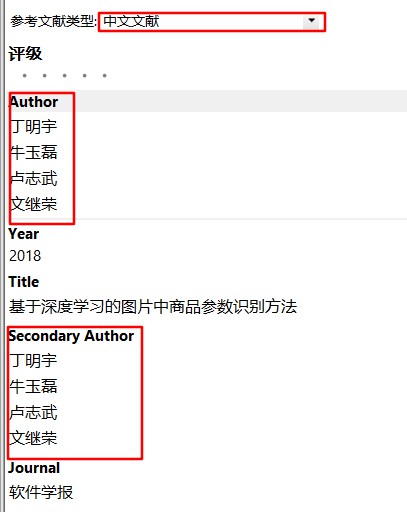 参考文献类型: 中文文献
评级
Author
丁明宇
牛玉磊
卢志武
文继荣
Year
2018
Title
基于深度学习的图片中商品参数识别方法
Secondary Author
丁明宇
牛玉磊
卢志武
文继荣
Journal
软件学报